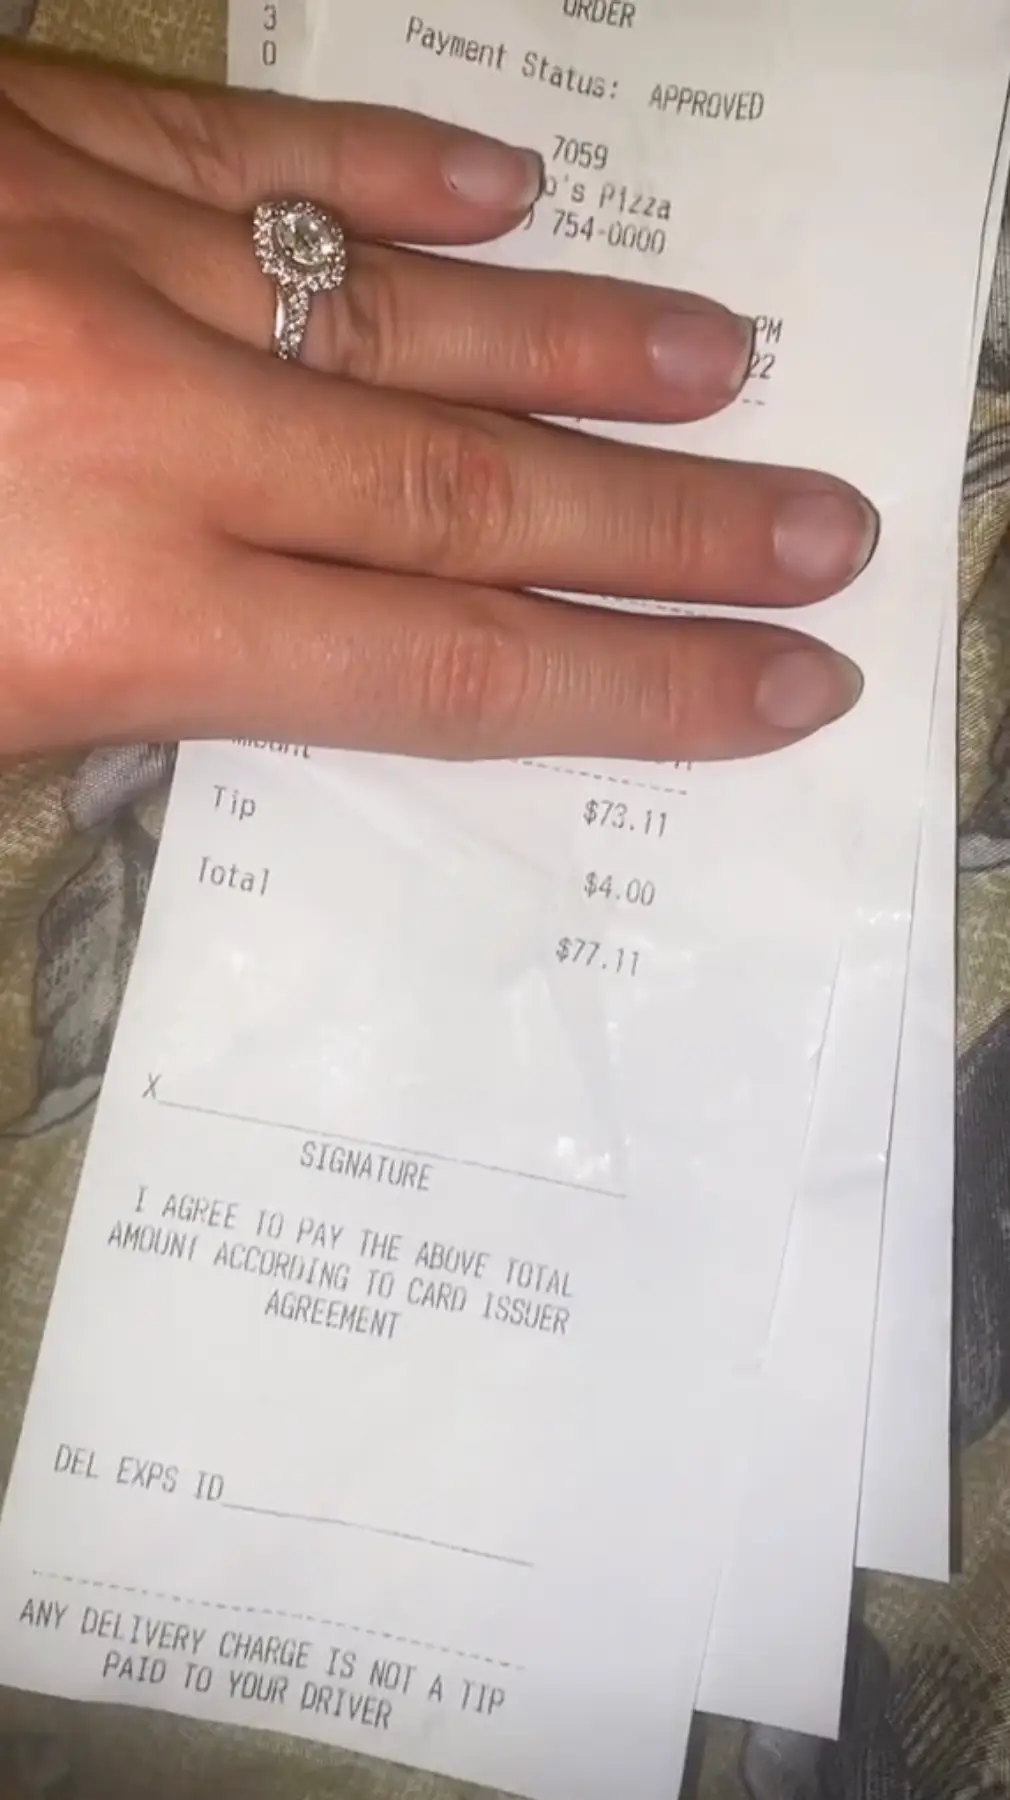 3
0
ORDER
Payment Status: APPROVED
7059
o's Pizza
) 754-0000
PM
22
Amount
Tip $73.11
Total $4.00
$77.11
X
SIGNATURE
I AGREE TO PAY THE ABOVE TOTAL
AMOUNT ACCORDING TO CARD ISSUER
AGREEMENT
DEL EXPS ID
ANY DELIVERY CHARGE IS NOT A TIP
PAID TO YOUR DRIVER